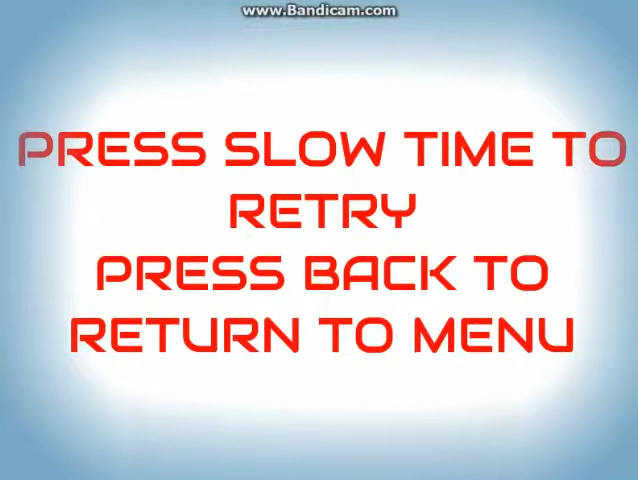 www.Bandicam.com
PRESS SLOW TIME TO
RETRY
PRESS BACK TO
RETURN TO MENU